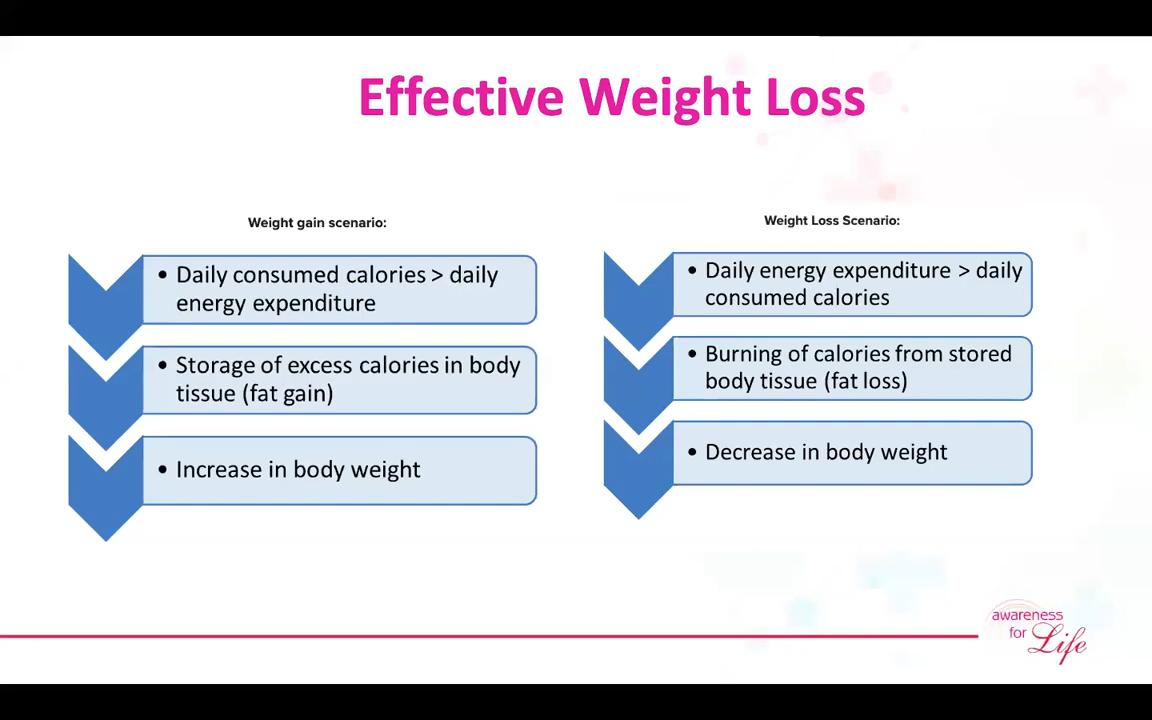 Effective Weight Loss
Weight gain scenario:
• Daily consumed calories > daily
energy expenditure
• Storage of excess calories in body
tissue (fat gain)
• Increase in body weight
Weight Loss Scenario:
• Daily energy expenditure > daily
consumed calories
• Burning of calories from stored
body tissue (fat loss)
• Decrease in body weight
awareness
for
Life